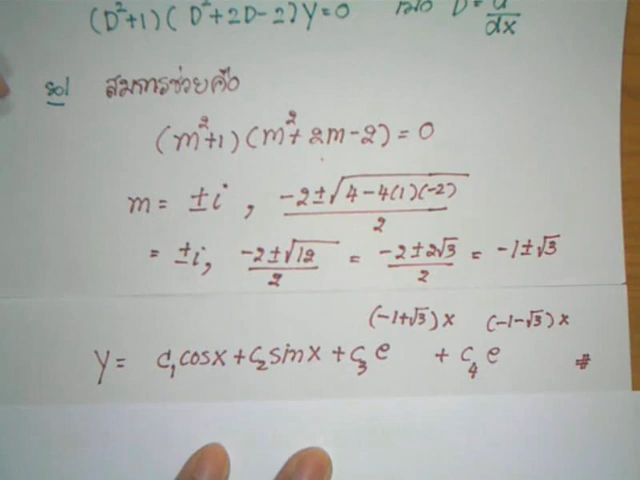 (D²+1)(D²+2D-2)y=0 เมื่อ D=d/dx
sol สมการช่วยคือ
(m²+1)(m²+2m-2)=0
m = ±i, (-2±√(4-4(1)(-2)))/2
= ±i, (-2±√12)/2 = (-2±2√3)/2 = -1±√3
y= c₁cosx+c₂sinx+c₃e^((-1+√3)x) + c₄e^((-1-√3)x) #